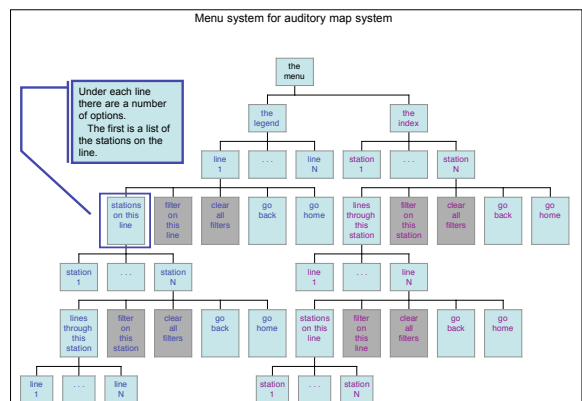 Menu system for auditory map system
the
menu
Under each line
there are a number
of options.
The first is a list of
the stations on the
line.
the
legend
the
index
line
1
. . .
line
N
station
1
. . .
station
N
stations
on this
line
filter
on
this
line
clear
all
filters
go
back
go
home
lines
through
this
station
filter
on
this
station
clear
all
filters
go
back
go
home
station
1
. . .
station
N
line
1
. . .
line
N
lines
through
this
station
filter
on
this
station
clear
all
filters
go
back
go
home
stations
on this
line
filter
on
this
line
clear
all
filters
go
back
go
home
line
1
. . .
line
N
station
1
. . .
station
N